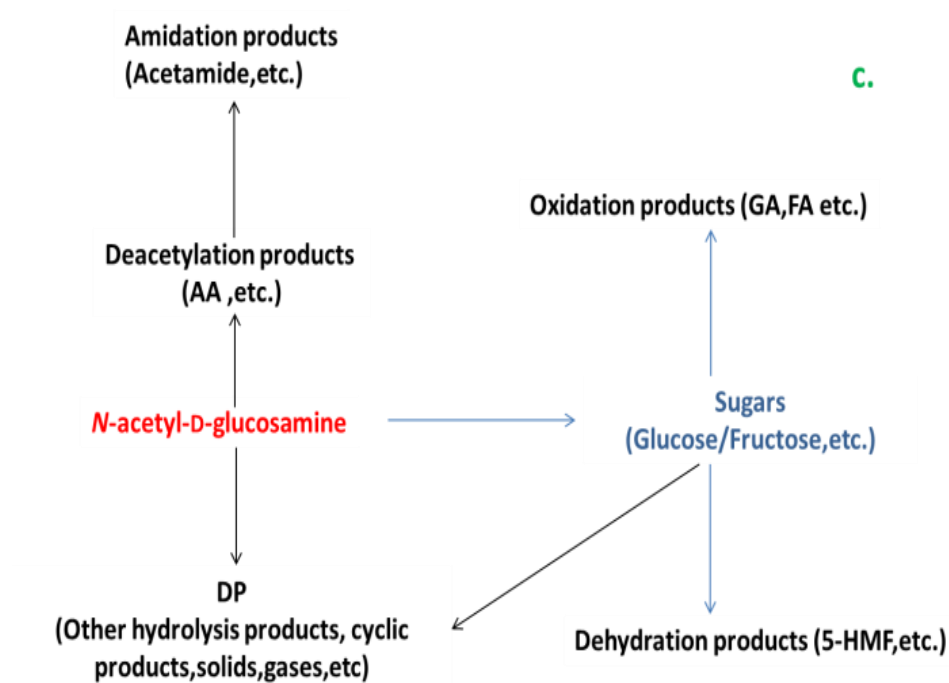 Amidation products
(Acetamide,etc.)
c.
Oxidation products (GA,FA etc.)
Deacetylation products
(AA ,etc.)
N-acetyl-D-glucosamine
Sugars
(Glucose/Fructose,etc.)
DP
(Other hydrolysis products, cyclic
products,solids,gases,etc)
Dehydration products (5-HMF,etc.)